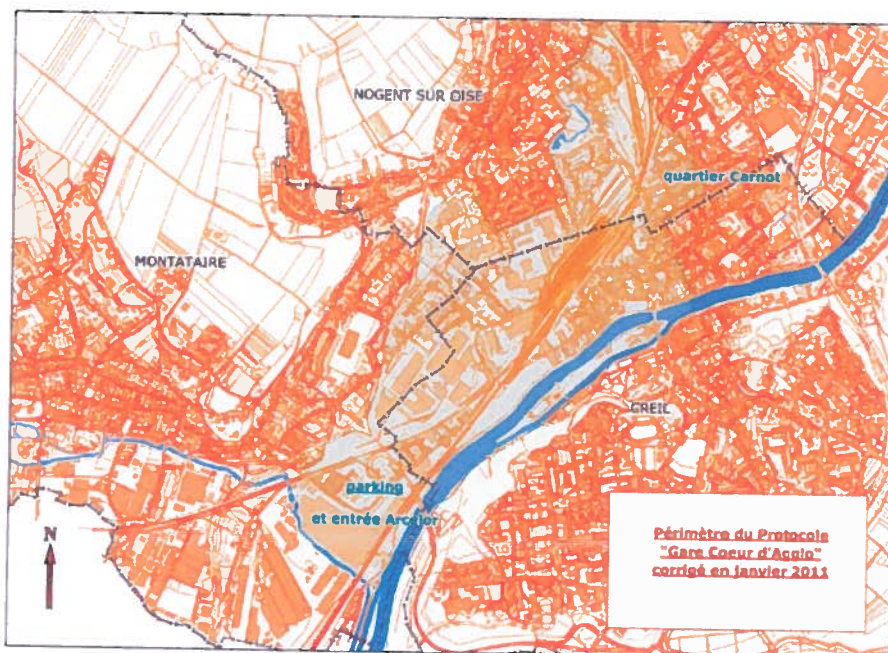 NOGENT SUR OISE
quartier Carnot
MONTATAIRE
CREIL
parking
et entrée Arcelor
N
Périmètre du Protocole
"Gare Coeur d'Agglo"
corrigé en janvier 2011